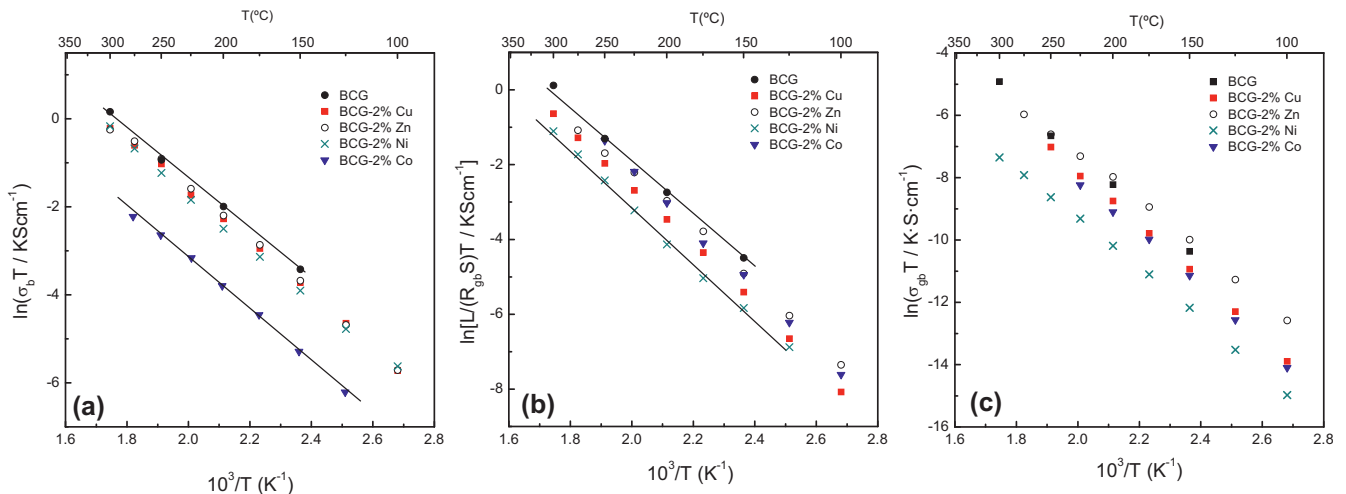 T(ºC)
350 300 250 200 150 100
ln(σbT / KScm⁻¹)
0
-2
-4
-6
BCG
BCG-2% Cu
BCG-2% Zn
BCG-2% Ni
BCG-2% Co
(a)
1.6 1.8 2.0 2.2 2.4 2.6 2.8
10³/T (K⁻¹)
T(ºC)
350 300 250 200 150 100
ln[L/(RgbS)T / KScm⁻¹]
0
-2
-4
-6
-8
BCG
BCG-2% Cu
BCG-2% Zn
BCG-2% Ni
BCG-2% Co
(b)
1.6 1.8 2.0 2.2 2.4 2.6 2.8
10³/T (K⁻¹)
T(ºC)
350 300 250 200 150 100
ln(σgbT / K·S·cm⁻¹)
-4
-6
-8
-10
-12
-14
-16
BCG
BCG-2% Cu
BCG-2% Zn
BCG-2% Ni
BCG-2% Co
(c)
1.6 1.8 2.0 2.2 2.4 2.6 2.8
10³/T (K⁻¹)